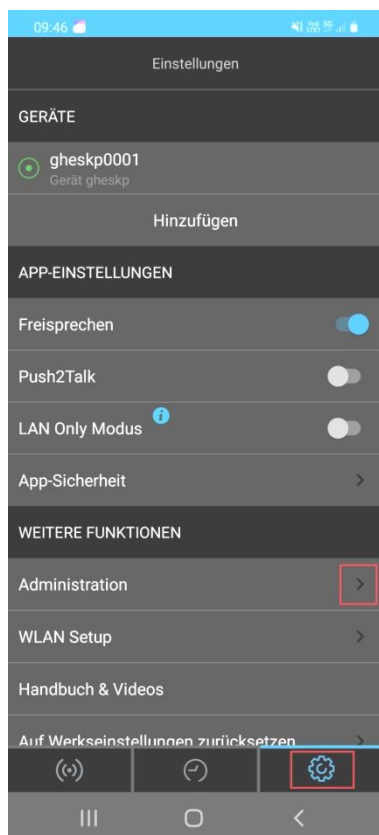 09:46
Einstellungen
GERÄTE
gheskp0001
Gerät gheskp
Hinzufügen
APP-EINSTELLUNGEN
Freisprechen
Push2Talk
LAN Only Modus
App-Sicherheit
WEITERE FUNKTIONEN
Administration
WLAN Setup
Handbuch & Videos
Auf Werkseinstellungen zurücksetzen